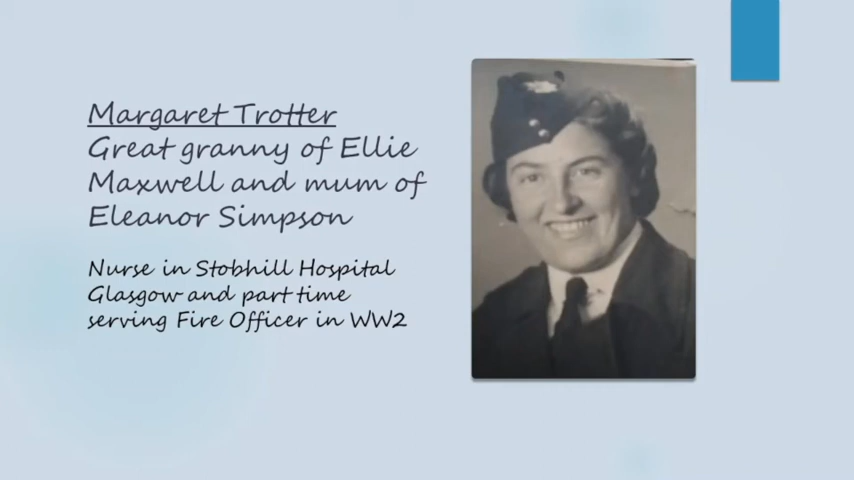 Margaret Trotter
Great granny of Ellie
Maxwell and mum of
Eleanor Simpson
Nurse in Stobhill Hospital
Glasgow and part time
serving Fire Officer in WW2